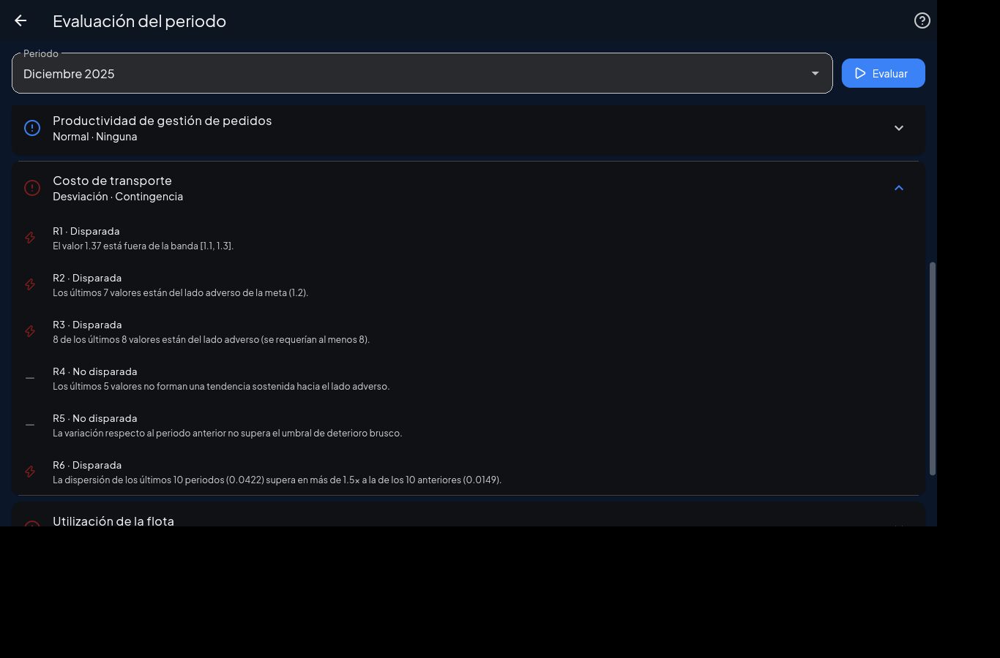 Evaluación del periodo
Periodo
Diciembre 2025
Evaluar
Productividad de gestión de pedidos
Normal · Ninguna
Costo de transporte
Desviación · Contingencia
R1 · Disparada
El valor 1.37 está fuera de la banda [1.1, 1.3].
R2 · Disparada
Los últimos 7 valores están del lado adverso de la meta (1.2).
R3 · Disparada
8 de los últimos 8 valores están del lado adverso (se requerían al menos 8).
R4 · No disparada
Los últimos 5 valores no forman una tendencia sostenida hacia el lado adverso.
R5 · No disparada
La variación respecto al periodo anterior no supera el umbral de deterioro brusco.
R6 · Disparada
La dispersión de los últimos 10 periodos (0.0422) supera en más de 1.5× a la de los 10 anteriores (0.0149).
Utilización de la flota